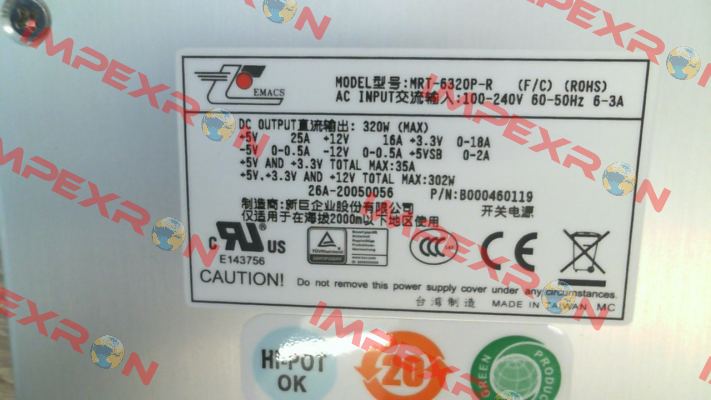 EMACS
MODEL型号:MRT-6320P-R (F/C) (ROHS)
AC INPUT交流输入:100-240V 60-50Hz 6-3A
DC OUTPUT直流输出: 320W (MAX)
+5V 25A +12V 16A +3.3V 0-18A
-5V 0-0.5A -12V 0-0.5A +5VSB 0-2A
+5V AND +3.3V TOTAL MAX:35A
+5V,+3.3V AND +12V TOTAL MAX:302W
26A-20050056 P/N:B000460119
制造商:新巨企业股份有限公司 开关电源
仅适用于在海拔2000m以下地区使用
C UL US
E143756
CCC
CE
CAUTION! Do not remove this power supply cover under any circumstances.
台湾制造 MADE IN TAIWAN MC
HI-POT
OK
20
GREEN
PRODUCT
IMPEXRON